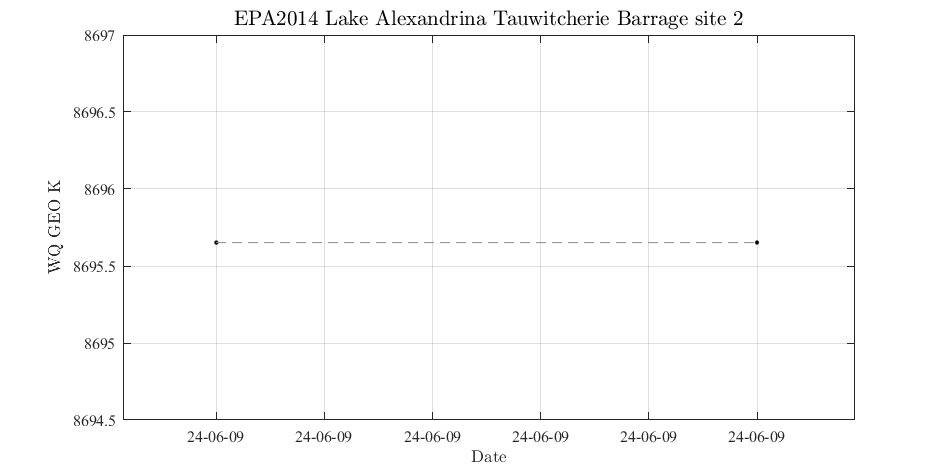 EPA2014 Lake Alexandrina Tauwitcherie Barrage site 2
8697
8696.5
8696
8695.5
8695
8694.5
WQ GEO K
24-06-09 24-06-09 24-06-09 24-06-09 24-06-09 24-06-09
Date